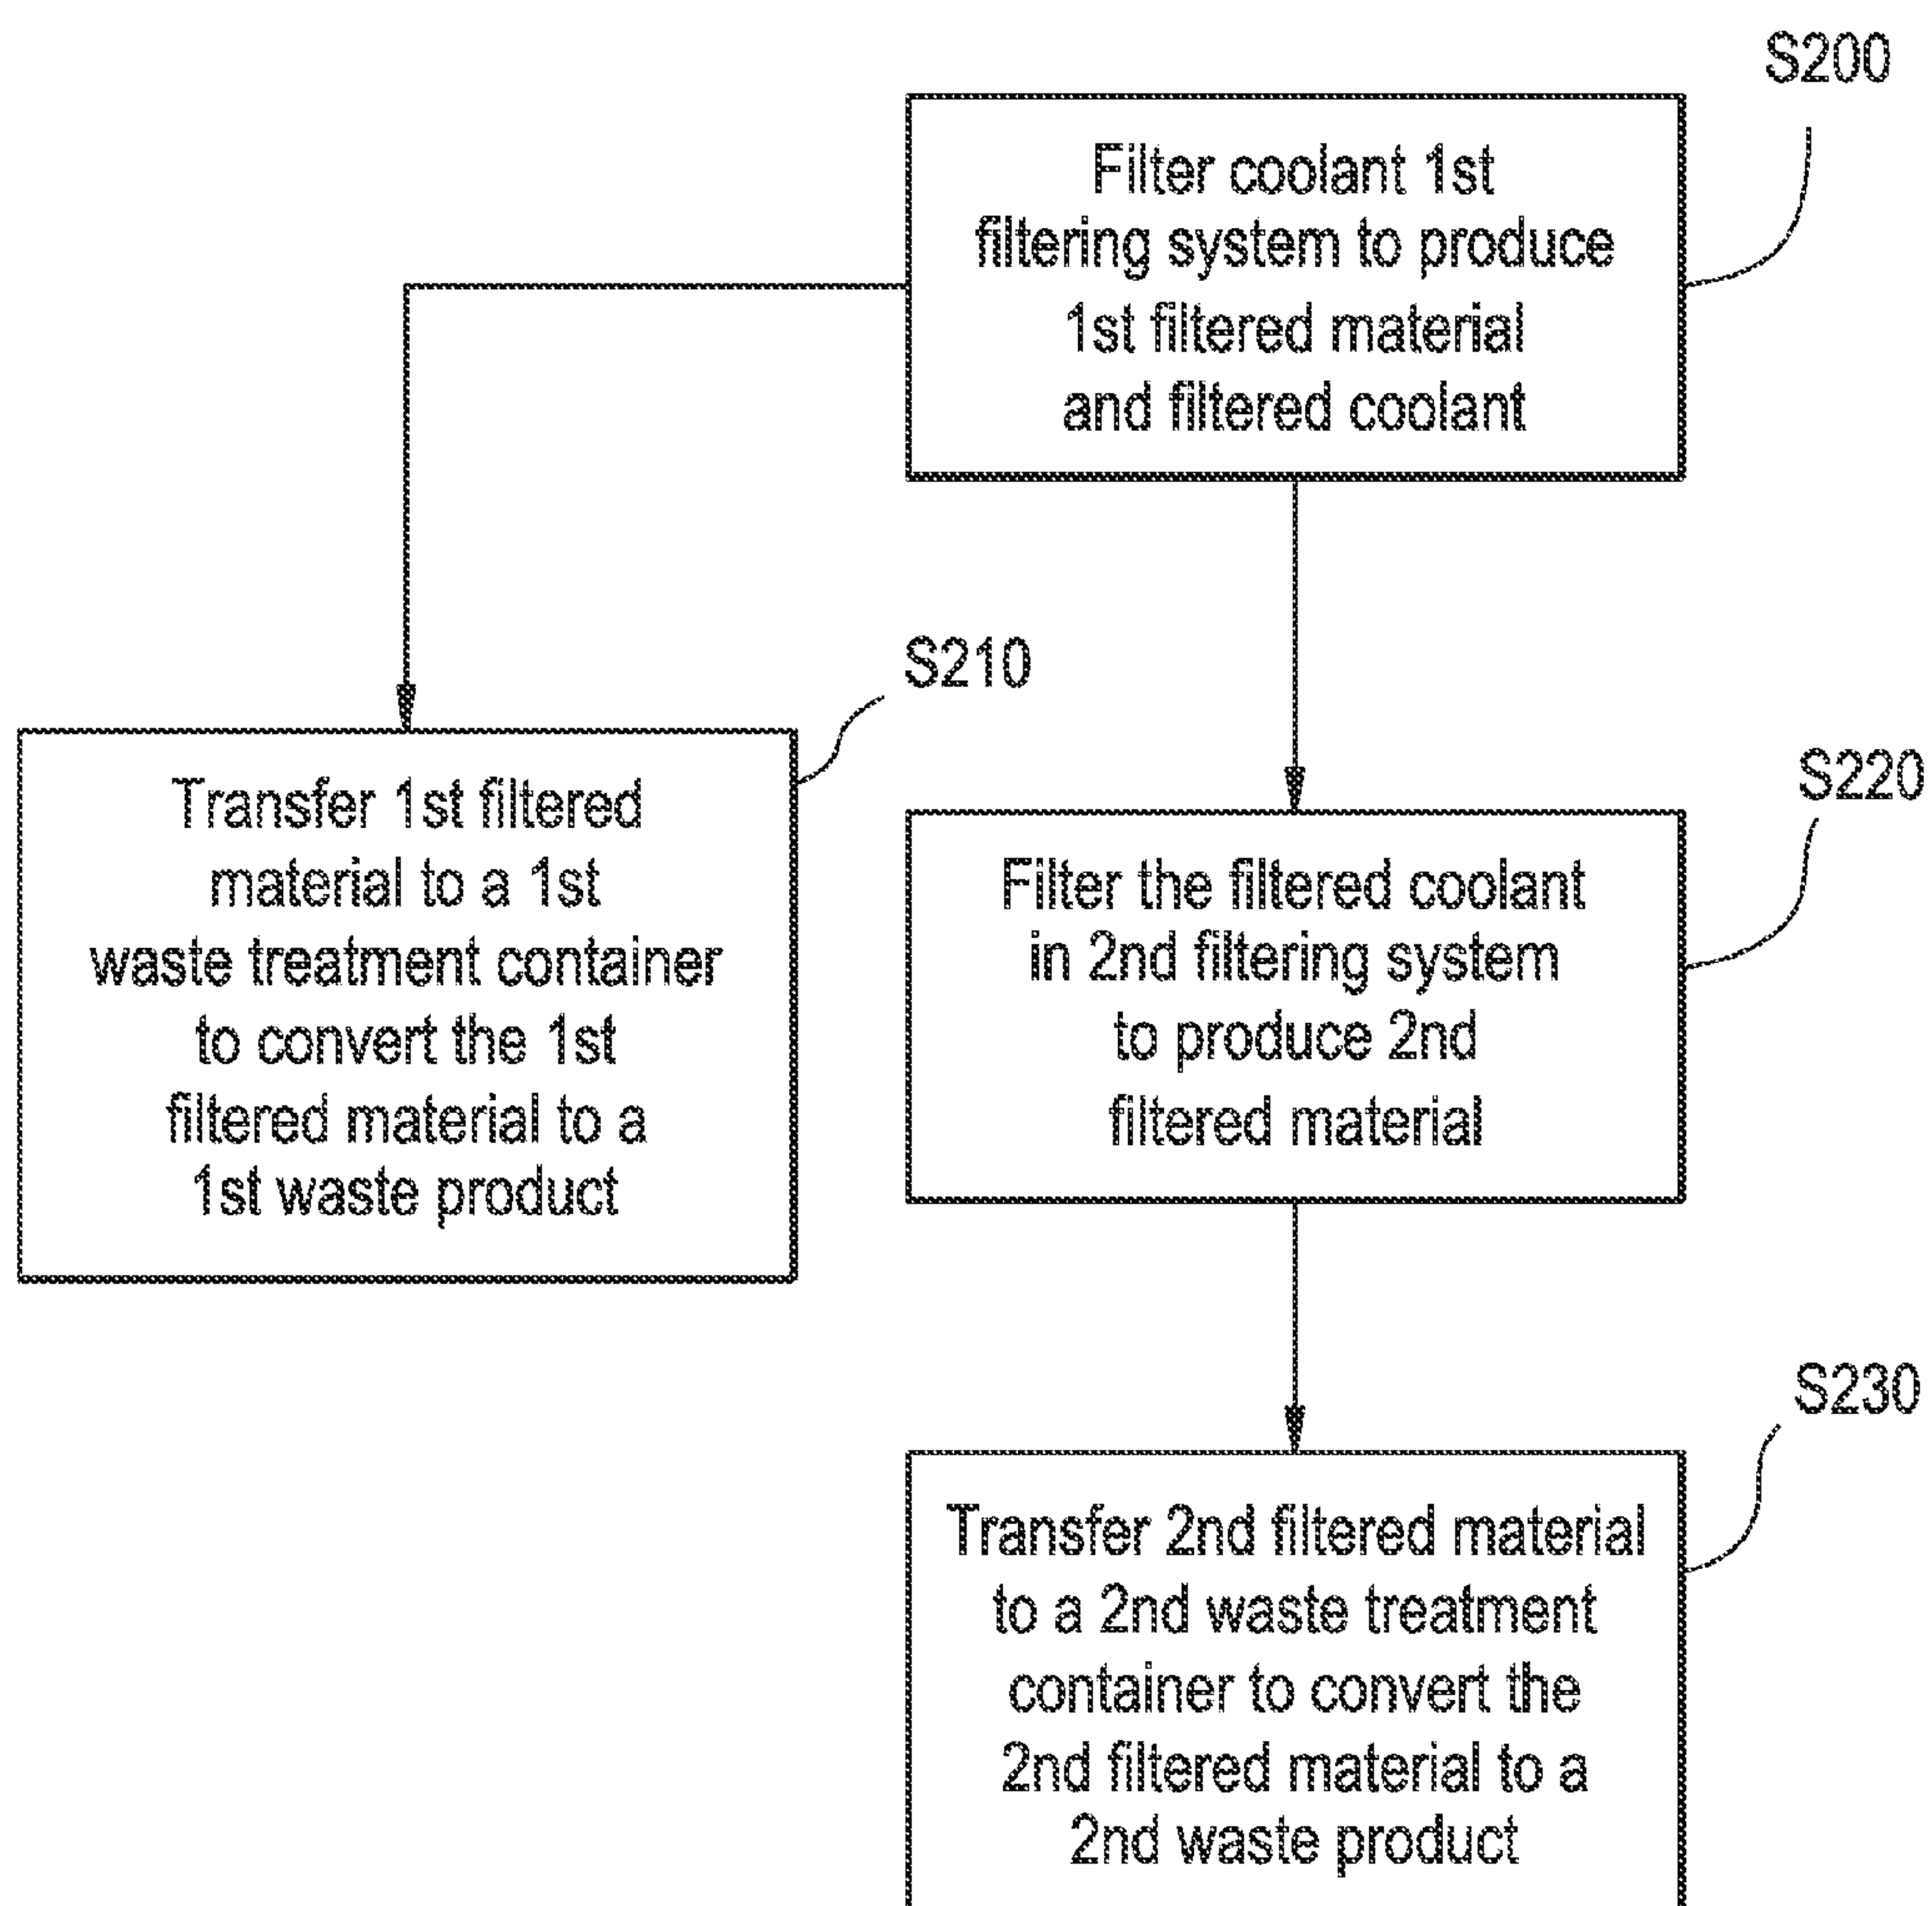 S200
Filter coolant 1st
filtering system to produce
1st filtered material
and filtered coolant
S210
Transfer 1st filtered
material to a 1st
waste treatment container
to convert the 1st
filtered material to a
1st waste product
S220
Filter the filtered coolant
in 2nd filtering system
to produce 2nd
filtered material
S230
Transfer 2nd filtered material
to a 2nd waste treatment
container to convert the
2nd filtered material to a
2nd waste product